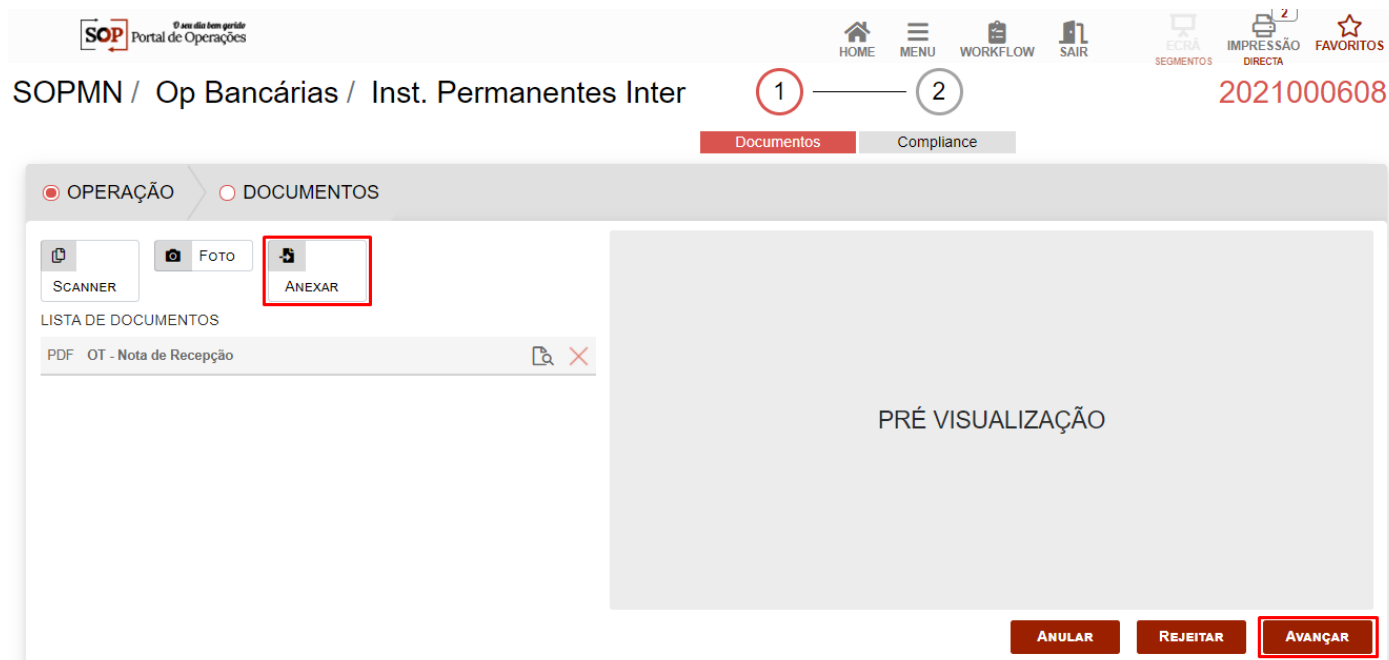 O seu dia bem gerido
SOP Portal de Operações
HOME
MENU
WORKFLOW
SAIR
ECRÃ
SEGMENTOS
2
IMPRESSÃO
DIRECTA
FAVORITOS
SOPMN / Op Bancárias / Inst. Permanentes Inter
1
2
2021000608
Documentos
Compliance
OPERAÇÃO
DOCUMENTOS
SCANNER
FOTO
ANEXAR
LISTA DE DOCUMENTOS
PDF OT - Nota de Recepção
PRÉ VISUALIZAÇÃO
ANULAR
REJEITAR
AVANÇAR